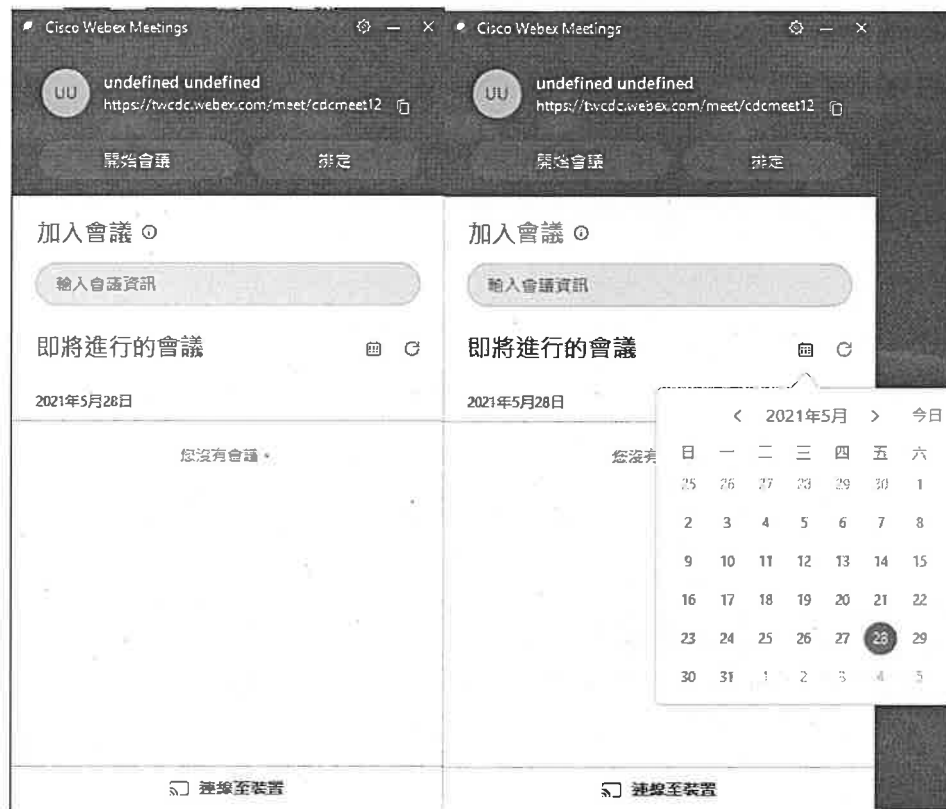 Cisco Webex Meetings
UU
undefined undefined
https://twcdc.webex.com/meet/cdcmeet12
開始會議 排定
加入會議
輸入會議資訊
即將進行的會議
2021年5月28日
您沒有會議。
連線至裝置
Cisco Webex Meetings
UU
undefined undefined
https://twcdc.webex.com/meet/cdcmeet12
開始會議 排定
加入會議
輸入會議資訊
即將進行的會議
2021年5月28日
您沒有
2021年5月 今日
日 一 二 三 四 五 六
25 26 27 28 29 30 1
2 3 4 5 6 7 8
9 10 11 12 13 14 15
16 17 18 19 20 21 22
23 24 25 26 27 28 29
30 31 1 2 3 4 5
連線至裝置